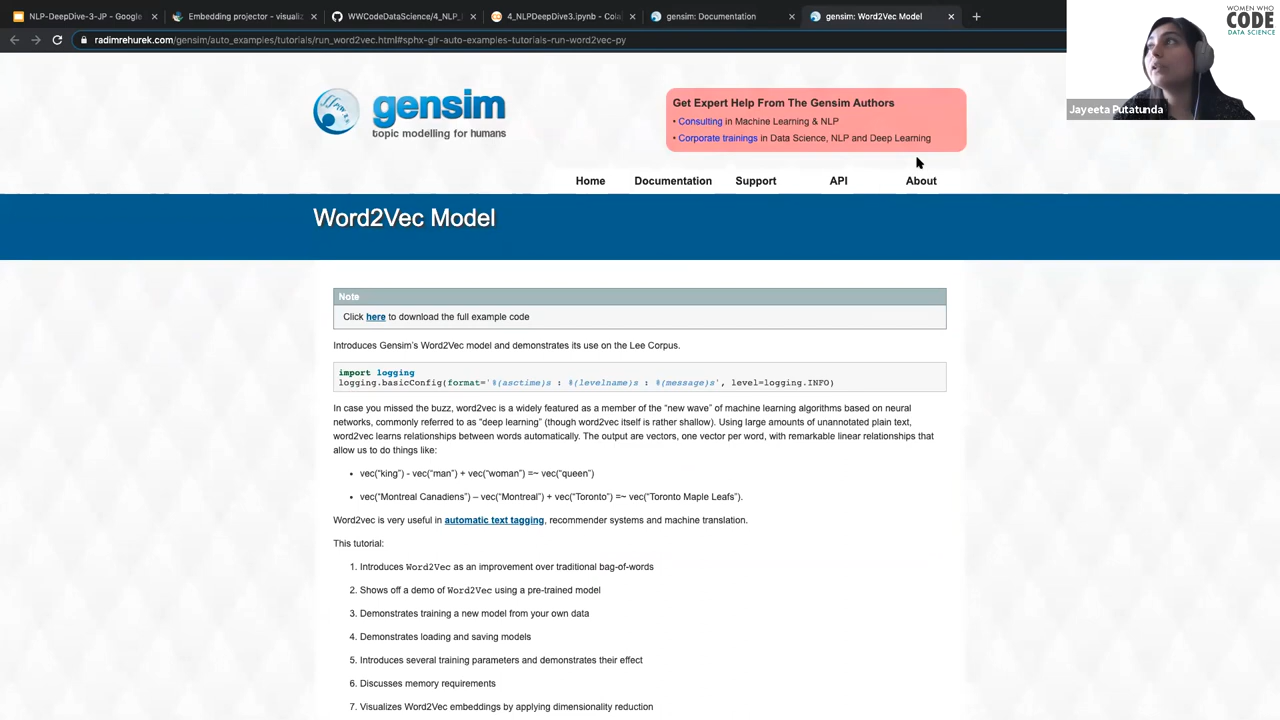 NLP-DeepDive-3-JP - Google
Embedding projector - visualiz
WWCodeDataScience/4_NLP_
4_NLPDeepDive3.ipynb - Cola
gensim: Documentation
gensim: Word2Vec Model
radimrehurek.com/gensim/auto_examples/tutorials/run_word2vec.html#sphx-glr-auto-examples-tutorials-run-word2vec-py
WOMEN WHO
CODE
DATA SCIENCE
Jayeeta Putatunda
gensim
topic modelling for humans
Get Expert Help From The Gensim Authors
• Consulting in Machine Learning & NLP
• Corporate trainings in Data Science, NLP and Deep Learning
Home Documentation Support API About
Word2Vec Model
Note
Click here to download the full example code
Introduces Gensim's Word2Vec model and demonstrates its use on the Lee Corpus.
import logging
logging.basicConfig(format='%(asctime)s : %(levelname)s : %(message)s', level=logging.INFO)
In case you missed the buzz, word2vec is a widely featured as a member of the "new wave" of machine learning algorithms based on neural
networks, commonly referred to as "deep learning" (though word2vec itself is rather shallow). Using large amounts of unannotated plain text,
word2vec learns relationships between words automatically. The output are vectors, one vector per word, with remarkable linear relationships that
allow us to do things like:
• vec("king") - vec("man") + vec("woman") =~ vec("queen")
• vec("Montreal Canadiens") – vec("Montreal") + vec("Toronto") =~ vec("Toronto Maple Leafs").
Word2vec is very useful in automatic text tagging, recommender systems and machine translation.
This tutorial:
1. Introduces Word2Vec as an improvement over traditional bag-of-words
2. Shows off a demo of Word2Vec using a pre-trained model
3. Demonstrates training a new model from your own data
4. Demonstrates loading and saving models
5. Introduces several training parameters and demonstrates their effect
6. Discusses memory requirements
7. Visualizes Word2Vec embeddings by applying dimensionality reduction